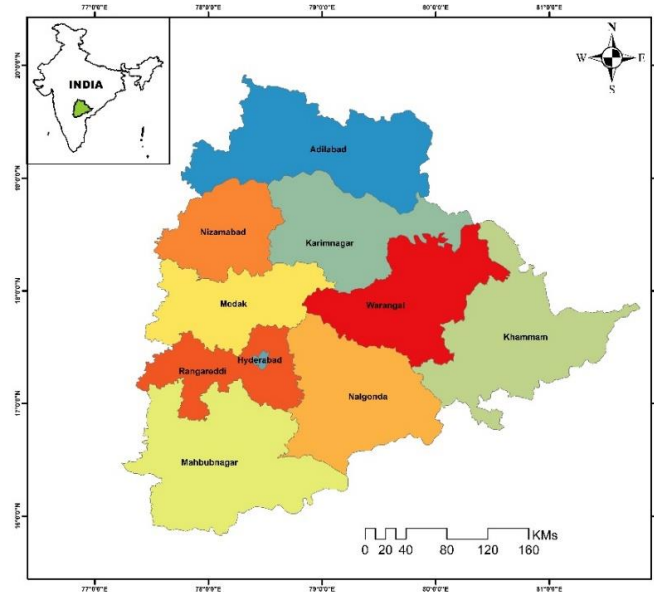 77°0'0"E
78°0'0"E
79°0'0"E
80°0'0"E
81°0'0"E
INDIA
N
W
E
S
Adilabad
Nizamabad
Karimnagar
Modak
Warangal
Khammam
Hyderabad
Rangareddi
Nalgonda
Mahbubnagar
KMs
0 20 40 80 120 160
77°0'0"E
78°0'0"E
79°0'0"E
80°0'0"E
81°0'0"E